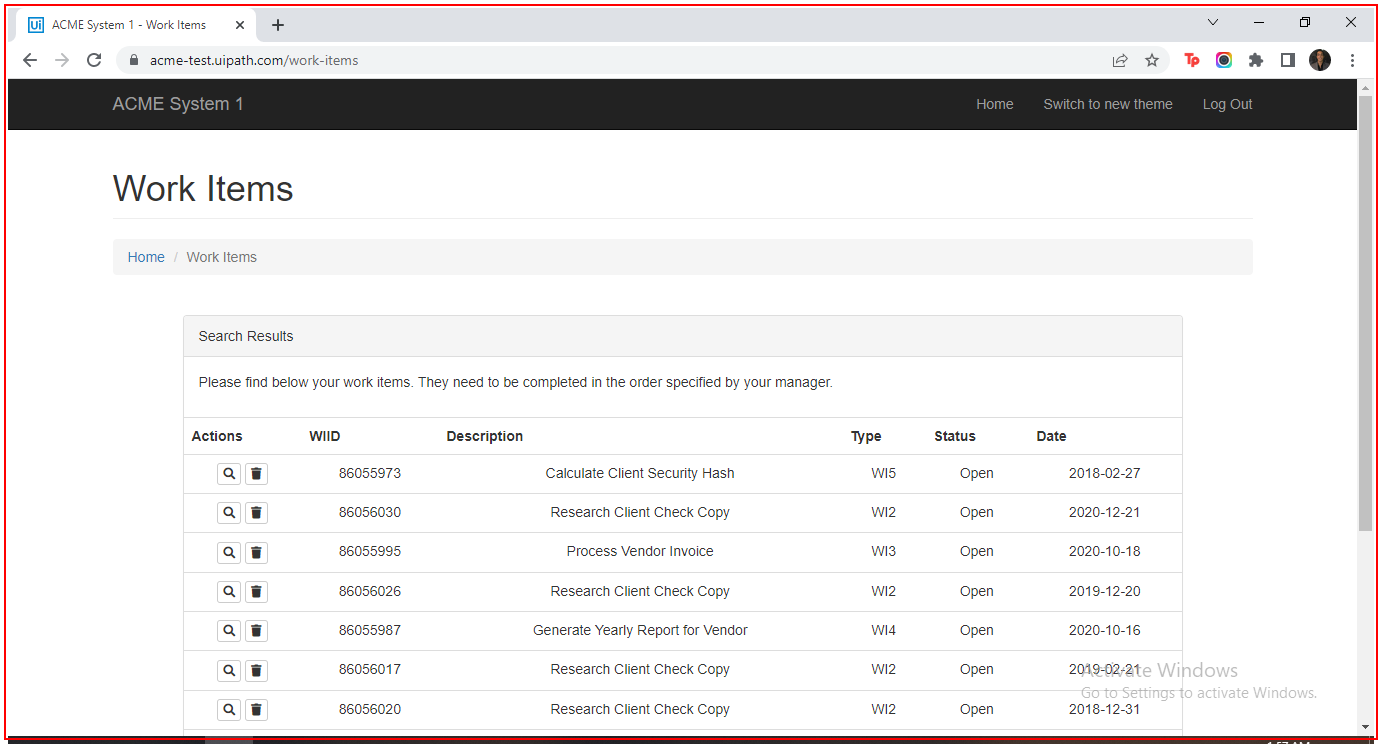 Ui ACME System 1 - Work Items
acme-test.uipath.com/work-items
Tp
ACME System 1 Home Switch to new theme Log Out
Work Items
Home / Work Items
Search Results
Please find below your work items. They need to be completed in the order specified by your manager.
Actions WIID Description Type Status Date
86055973 Calculate Client Security Hash WI5 Open 2018-02-27
86056030 Research Client Check Copy WI2 Open 2020-12-21
86055995 Process Vendor Invoice WI3 Open 2020-10-18
86056026 Research Client Check Copy WI2 Open 2019-12-20
86055987 Generate Yearly Report for Vendor WI4 Open 2020-10-16
86056017 Research Client Check Copy WI2 Open 2019-02-21
Activate Windows
Go to Settings to activate Windows.
86056020 Research Client Check Copy WI2 Open 2018-12-31